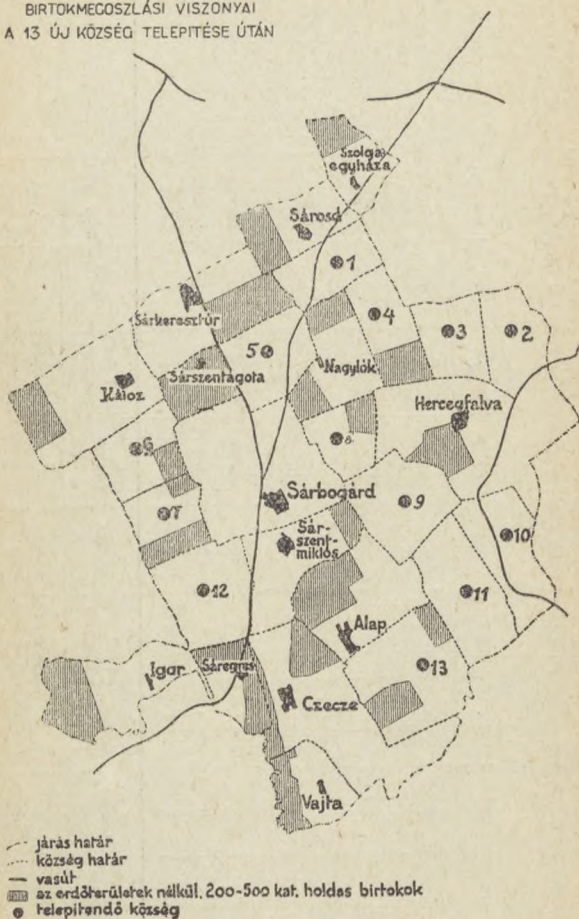 BIRTOKMEGOSZLÁSI VISZONYAI
A 13 ÚJ KÖZSÉG TELEPITÉSE UTÁN
Szolga-
egyháza
Sárosd
1
Sárkeresztúr
4
3
2
5
Sárszentágota
Nagylók
Káloz
Hercegfalva
6
8
Sárbogárd
9
7
Sár-
szent-
miklós
10
12
11
Alap
13
Igar
Sáregres
Czecze
Vajta
járás határ
község határ
vasút
az erdőterületek nélkül, 200-500 kat. holdas birtokok
telepitendő község